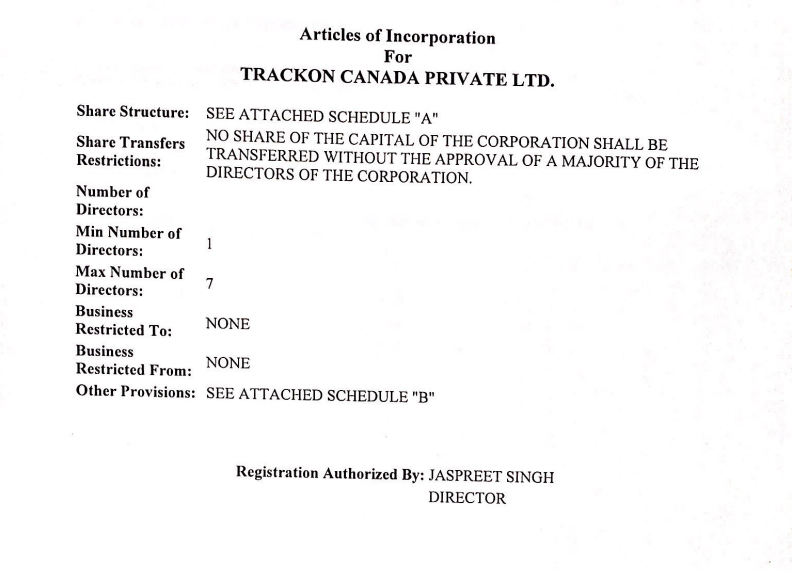 Articles of Incorporation
For
TRACKON CANADA PRIVATE LTD.
Share Structure: SEE ATTACHED SCHEDULE "A"
Share Transfers Restrictions: NO SHARE OF THE CAPITAL OF THE CORPORATION SHALL BE
TRANSFERRED WITHOUT THE APPROVAL OF A MAJORITY OF THE
DIRECTORS OF THE CORPORATION.
Number of
Directors:
Min Number of
Directors: 1
Max Number of
Directors: 7
Business
Restricted To: NONE
Business
Restricted From: NONE
Other Provisions: SEE ATTACHED SCHEDULE "B"
Registration Authorized By: JASPREET SINGH
DIRECTOR